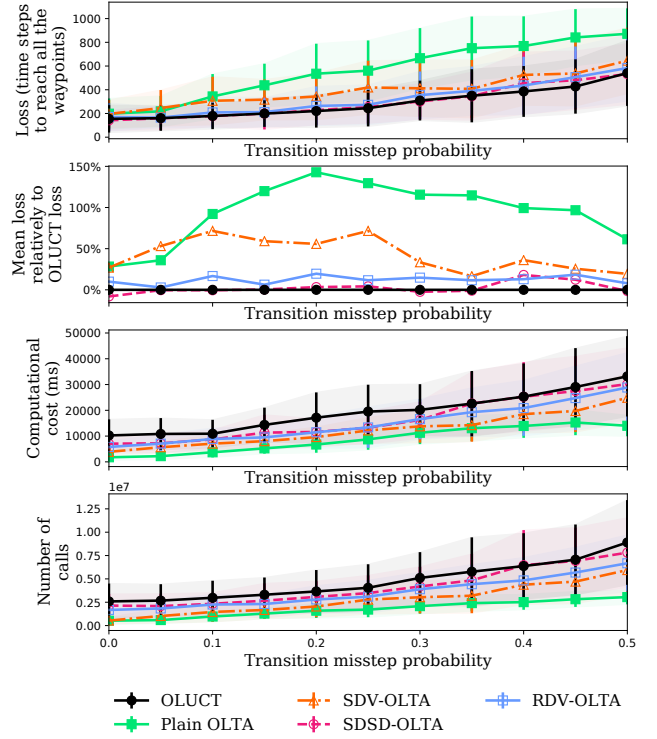 Loss (time steps
to reach all the
waypoints)
1000
800
600
400
200
0
Transition misstep probability
Mean loss
relatively to
OLUCT loss
150%
100%
50%
0%
Transition misstep probability
Computational
cost (ms)
50000
40000
30000
20000
10000
0
Transition misstep probability
1e7
Number of
calls
1.25
1.00
0.75
0.50
0.25
0.00
0.0 0.1 0.2 0.3 0.4 0.5
Transition misstep probability
OLUCT SDV-OLTA RDV-OLTA
Plain OLTA SDSD-OLTA